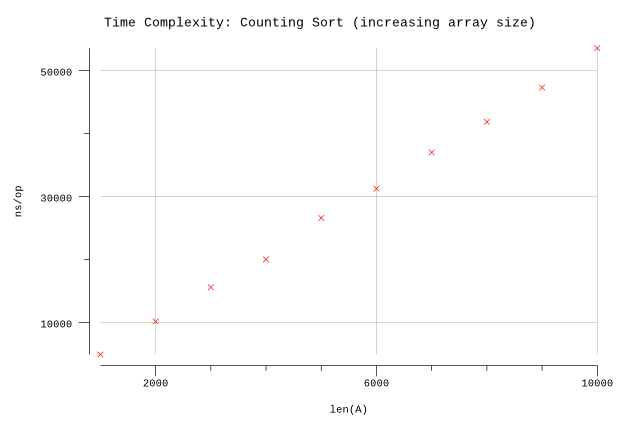 Time Complexity: Counting Sort (increasing array size)
50000
30000
10000
ns/op
2000 6000 10000
len(A)